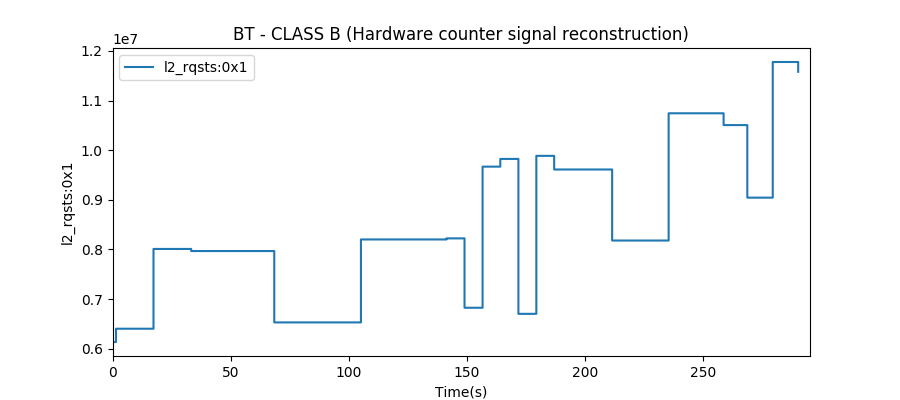 BT - CLASS B (Hardware counter signal reconstruction)
1e7
l2_rqsts:0x1
1.2
1.1
1.0
0.9
0.8
0.7
0.6
l2_rqsts:0x1
0 50 100 150 200 250
Time(s)